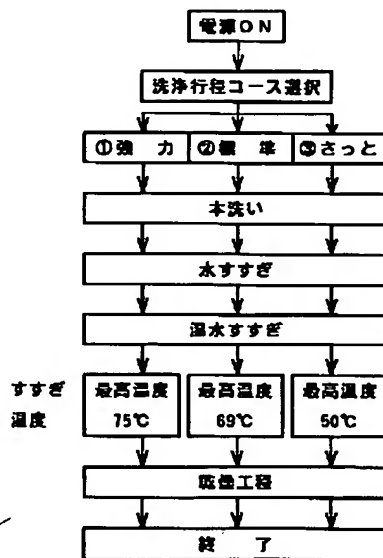 電源ON
洗浄行径コース選択
①強 力 ②標 準 ③さっと
本洗い
水すすぎ
温水すすぎ
すすぎ 最高温度 最高温度 最高温度
温度 75℃ 69℃ 50℃
乾燥工程
終 了